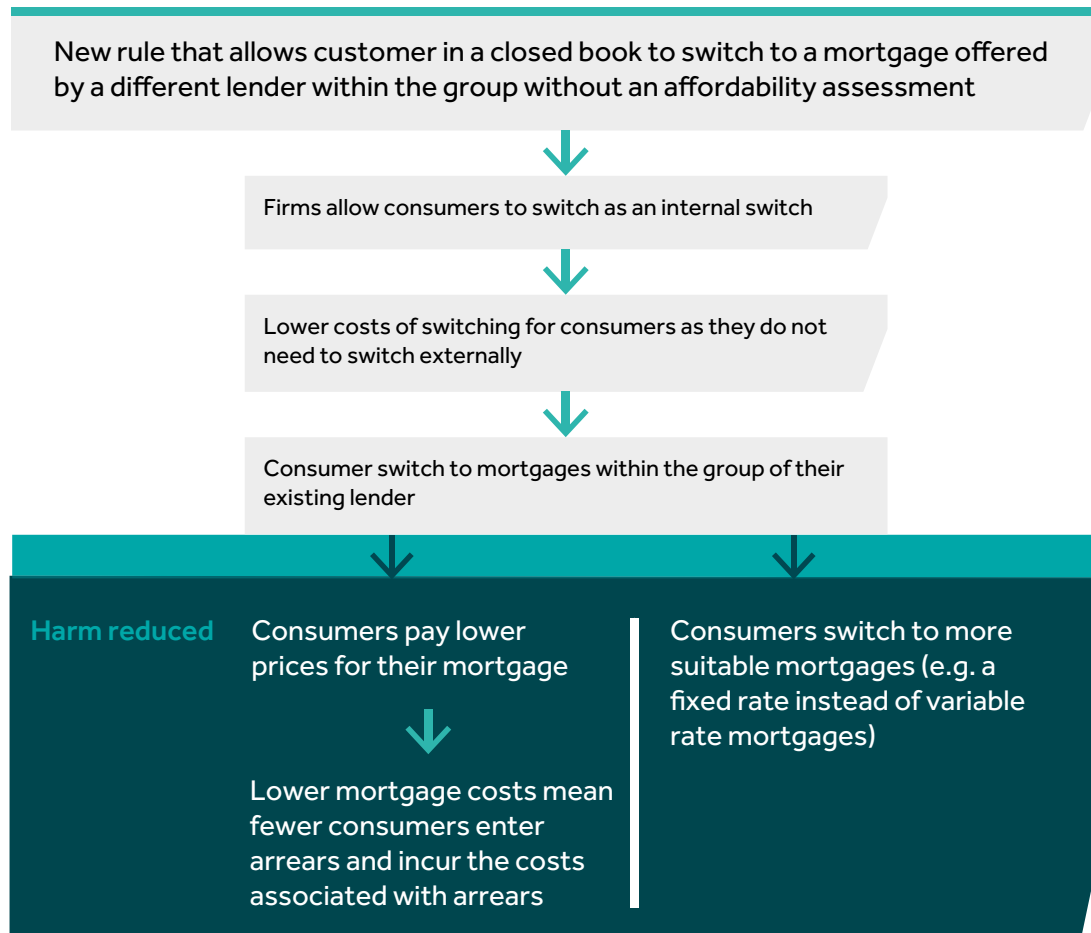 New rule that allows customer in a closed book to switch to a mortgage offered
by a different lender within the group without an affordability assessment
Firms allow consumers to switch as an internal switch
Lower costs of switching for consumers as they do not
need to switch externally
Consumer switch to mortgages within the group of their
existing lender
Harm reduced
Consumers pay lower
prices for their mortgage
Lower mortgage costs mean
fewer consumers enter
arrears and incur the costs
associated with arrears
Consumers switch to more
suitable mortgages (e.g. a
fixed rate instead of variable
rate mortgages)